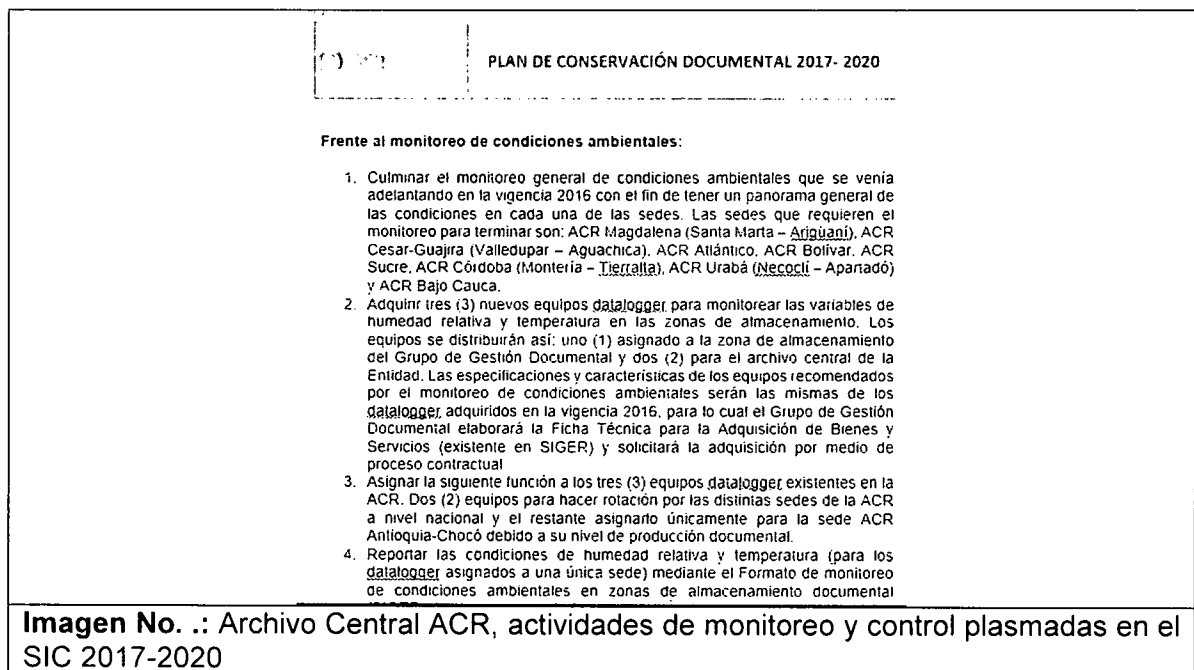 PLAN DE CONSERVACIÓN DOCUMENTAL 2017- 2020
Frente al monitoreo de condiciones ambientales:
1. Culminar el monitoreo general de condiciones ambientales que se venía
adelantando en la vigencia 2016 con el fin de tener un panorama general de
las condiciones en cada una de las sedes. Las sedes que requieren el
monitoreo para terminar son: ACR Magdalena (Santa Marta – Ariguaní), ACR
Cesar-Guajira (Valledupar – Aguachica), ACR Atlántico, ACR Bolívar, ACR
Sucre, ACR Córdoba (Montería – Tierralta), ACR Urabá (Necoclí – Apartadó)
y ACR Bajo Cauca.
2. Adquirir tres (3) nuevos equipos datalogger para monitorear las variables de
humedad relativa y temperatura en las zonas de almacenamiento. Los
equipos se distribuirán así: uno (1) asignado a la zona de almacenamiento
del Grupo de Gestión Documental y dos (2) para el archivo central de la
Entidad. Las especificaciones y características de los equipos recomendados
por el monitoreo de condiciones ambientales serán las mismas de los
datalogger adquiridos en la vigencia 2016, para lo cual el Grupo de Gestión
Documental elaborará la Ficha Técnica para la Adquisición de Bienes y
Servicios (existente en SIGER) y solicitará la adquisición por medio de
proceso contractual
3. Asignar la siguiente función a los tres (3) equipos datalogger existentes en la
ACR. Dos (2) equipos para hacer rotación por las distintas sedes de la ACR
a nivel nacional y el restante asignarlo únicamente para la sede ACR
Antioquia-Chocó debido a su nivel de producción documental.
4. Reportar las condiciones de humedad relativa y temperatura (para los
datalogger asignados a una única sede) mediante el Formato de monitoreo
de condiciones ambientales en zonas de almacenamiento documental
Imagen No. .: Archivo Central ACR, actividades de monitoreo y control plasmadas en el
SIC 2017-2020